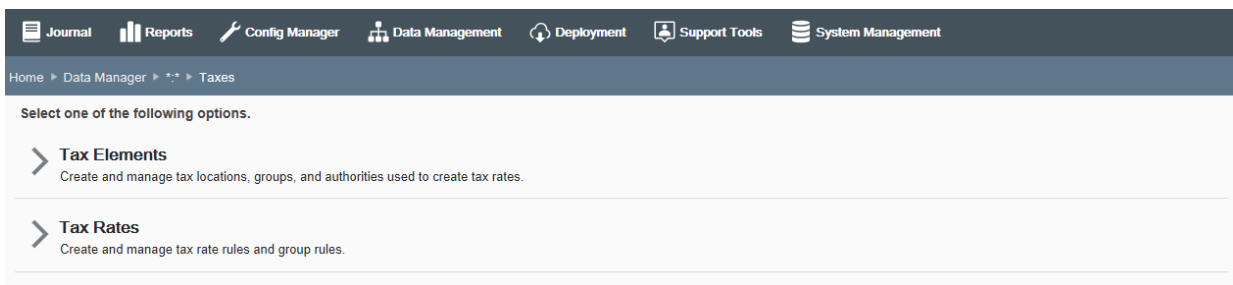 Journal Reports Config Manager Data Management Deployment Support Tools System Management
Home ▸ Data Manager ▸ *:* ▸ Taxes
Select one of the following options.
Tax Elements
Create and manage tax locations, groups, and authorities used to create tax rates.
Tax Rates
Create and manage tax rate rules and group rules.